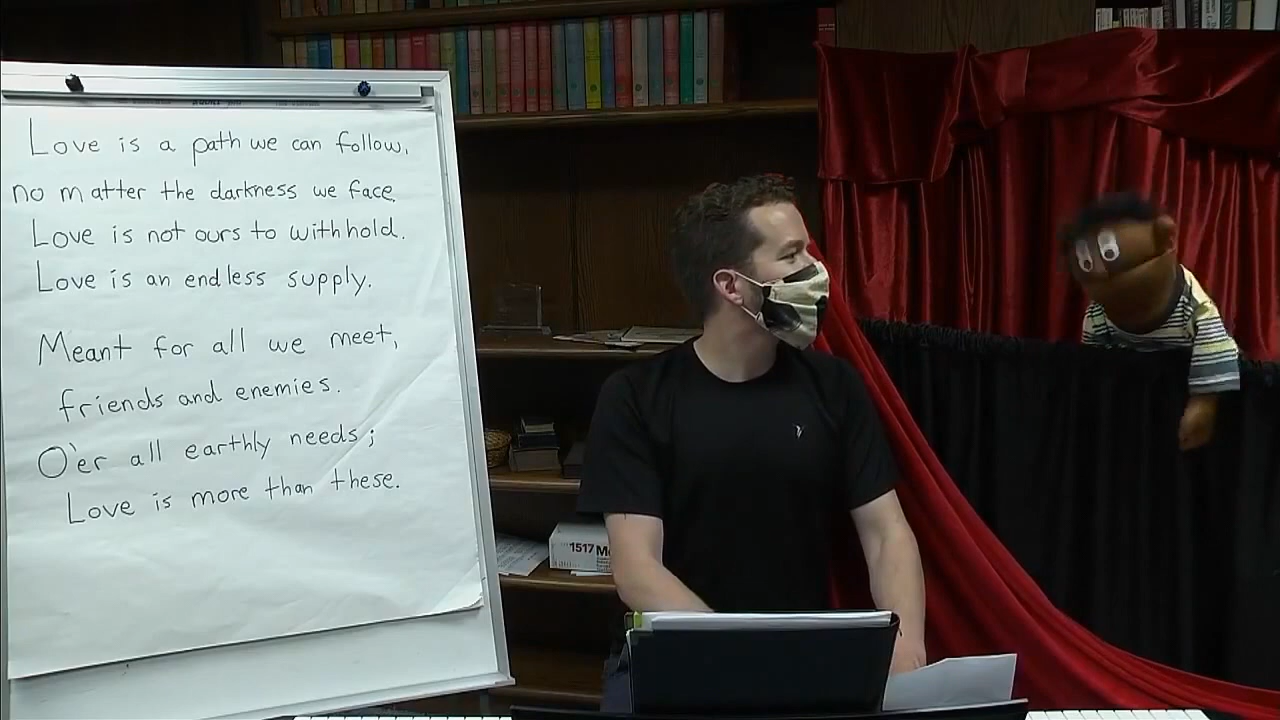 Love is a path we can follow,
no matter the darkness we face.
Love is not ours to withhold.
Love is an endless supply.
Meant for all we meet,
friends and enemies.
O'er all earthly needs;
Love is more than these.
1517